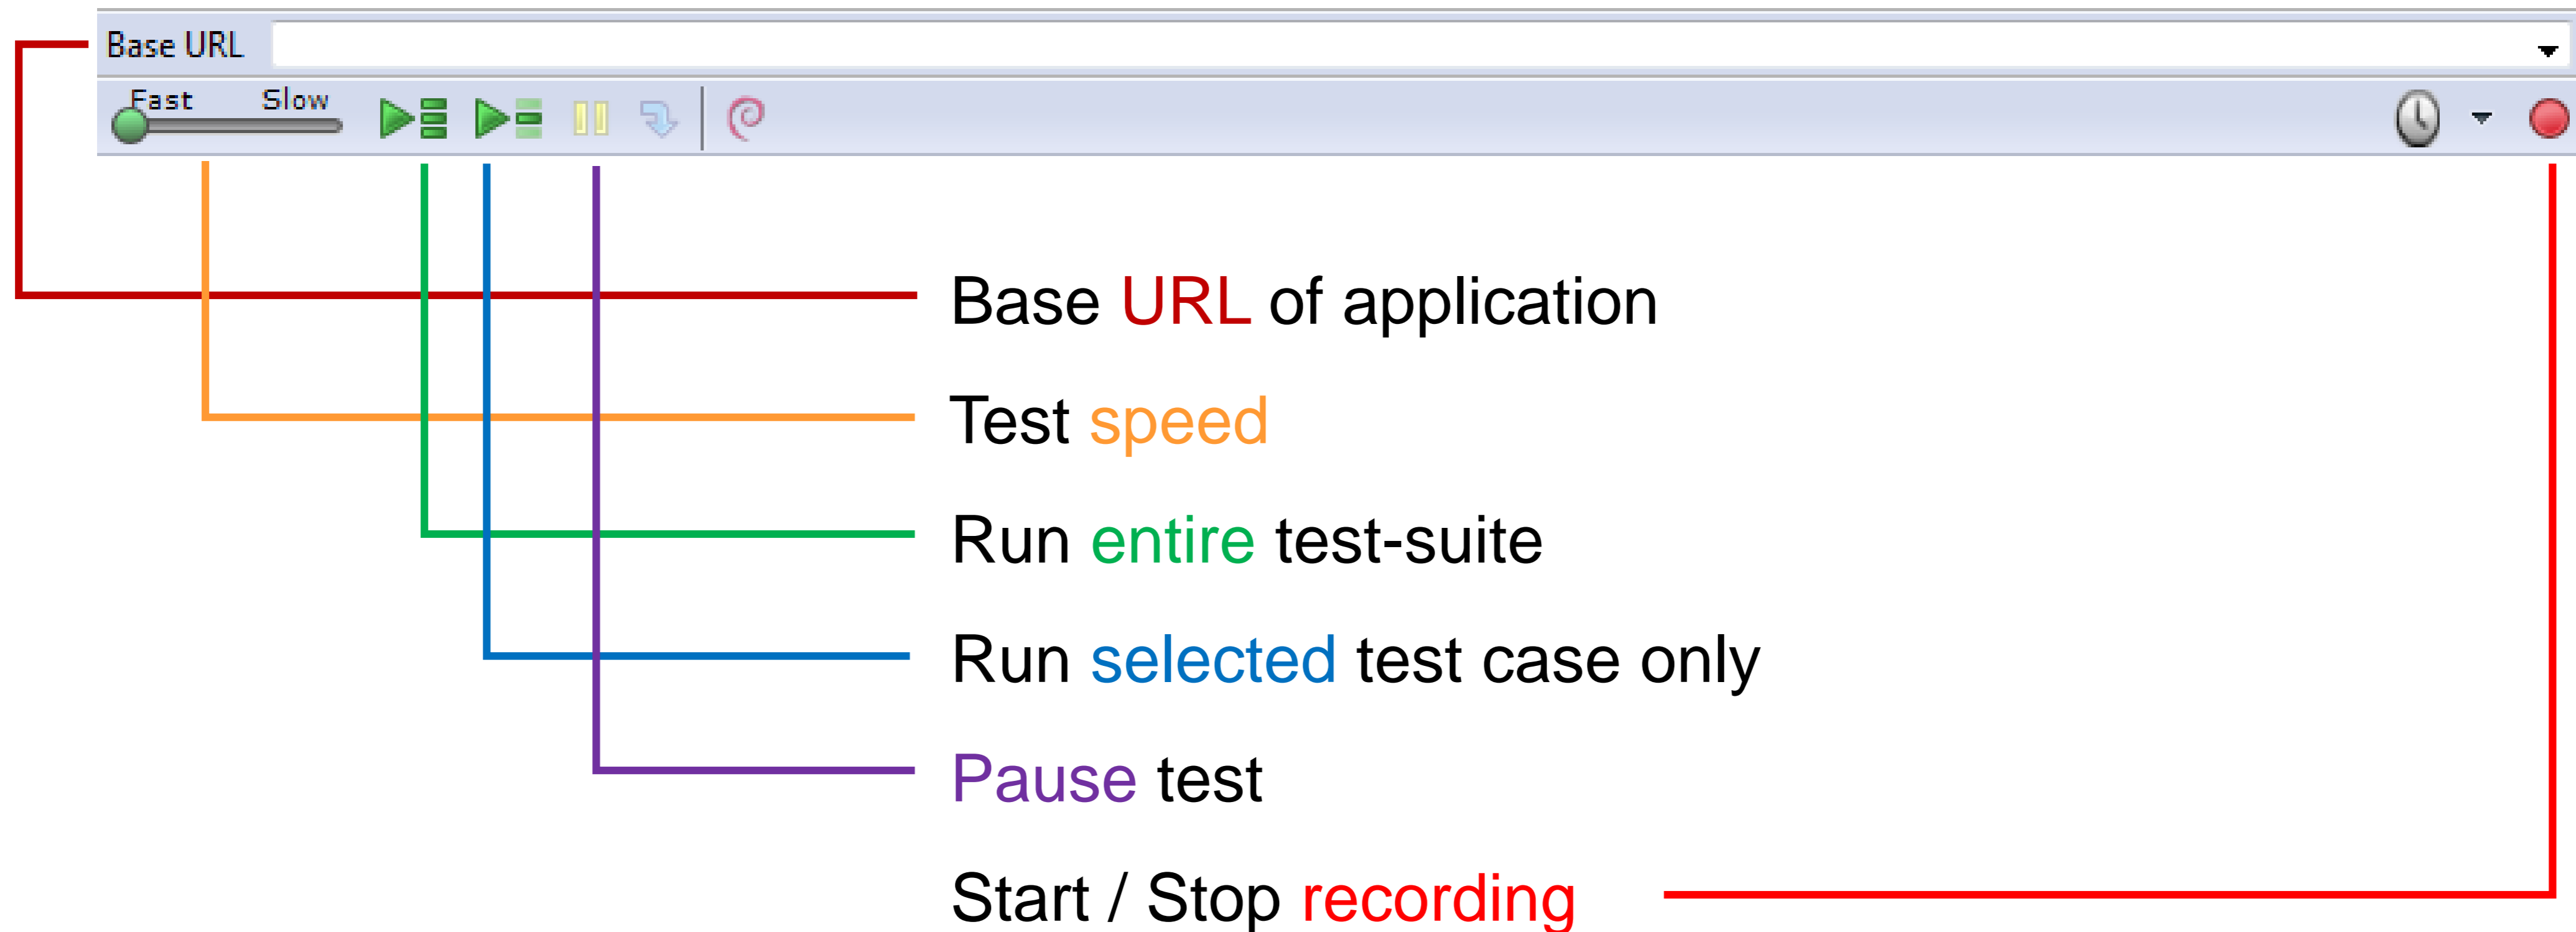 Base URL
Fast Slow
Base URL of application
Test speed
Run entire test-suite
Run selected test case only
Pause test
Start / Stop recording